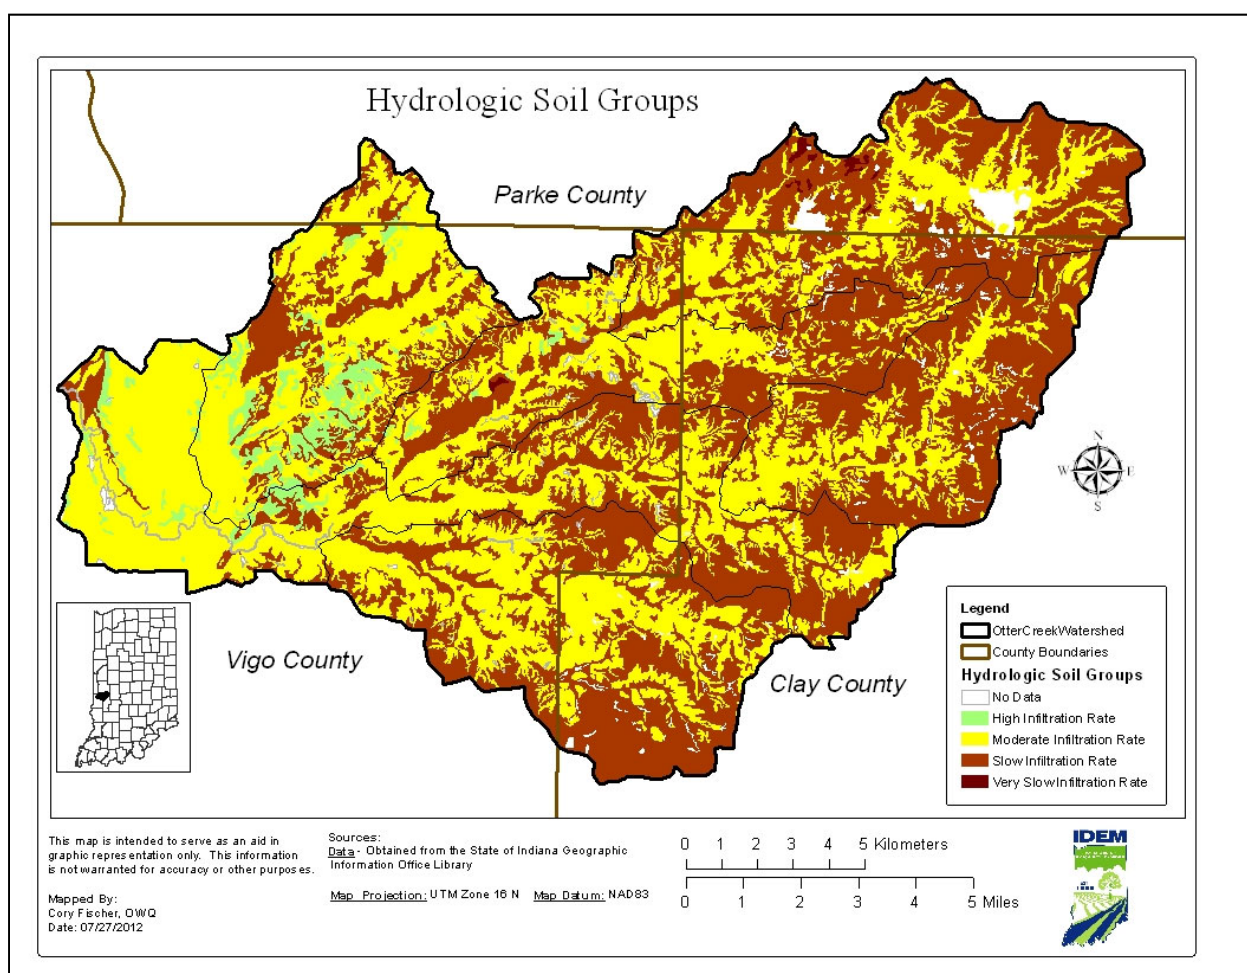 Hydrologic Soil Groups
Parke County
N
W E
S
Vigo County
Clay County
Legend
OtterCreekWatershed
County Boundaries
Hydrologic Soil Groups
No Data
High Infiltration Rate
Moderate Infiltration Rate
Slow Infiltration Rate
Very Slow Infiltration Rate
This map is intended to serve as an aid in
graphic representation only. This information
is not warranted for accuracy or other purposes.
Mapped By:
Cory Fischer, OWQ
Date: 07/27/2012
Sources:
Data - Obtained from the State of Indiana Geographic
Information Office Library
Map Projection: UTM Zone 16 N Map Datum: NAD83
0 1 2 3 4 5 Kilometers
0 1 2 3 4 5 Miles
IDEM